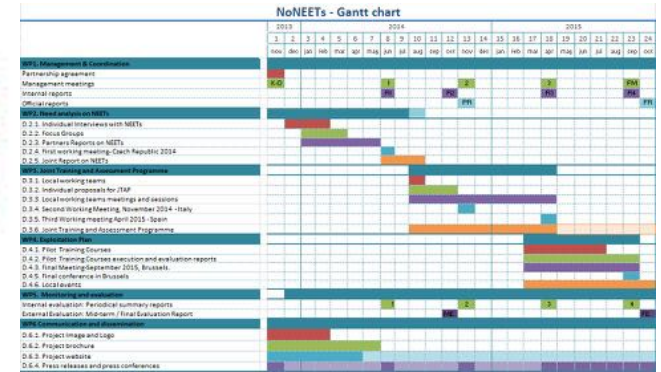 NoNEETs - Gantt chart
2013 2014 2015
1 2 3 4 5 6 7 8 9 10 11 12 13 14 15 16 17 18 19 20 21 22 23 24
nov dec jan feb mar apr may jun jul aug sep oct nov dec jan feb mar apr may jun jul aug sep oct
WP1. Management & Coordination
Partnership agreement
Management meetings K.O 1 2 3 FM
Internal reports
Official reports PR FR
WP2. Need analysis on NEETs
D.2.1. Individual Interviews with NEETs
D.2.2. Focus Groups
D.2.3. Partners Reports on NEETs
D.2.4. First working meeting-Czech Republic 2014
D.2.5. Joint Report on NEETs
WP3. Joint Training and Assessment Programme
D.3.1. Local working teams
D.3.2. Individual proposals for JTAP
D.3.3. Local working teams meetings and sessions
D.3.4. Second Working Meeting, November 2014 - Italy
D.3.5. Third Working meeting April 2015 - Spain
D.3.6. Joint Training and Assessment Programme
WP4. Exploitation Plan
D.4.1. Pilot Training Courses
D.4.2. Pilot Training Courses execution and evaluation reports
D.4.3. Final Meeting-September 2015, Brussels.
D.4.5. Final conference in Brussels
D.4.6. Local events
WP5. Monitoring and evaluation
Internal evaluation: Periodical summary reports 1 2 3 4
External Evaluation: Mid-term / Final Evaluation Report
WP6 Communication and dissemination
D.6.1. Project Image and Logo
D.6.2. Project brochure
D.6.3. Project website
D.6.4. Press releases and press conferences